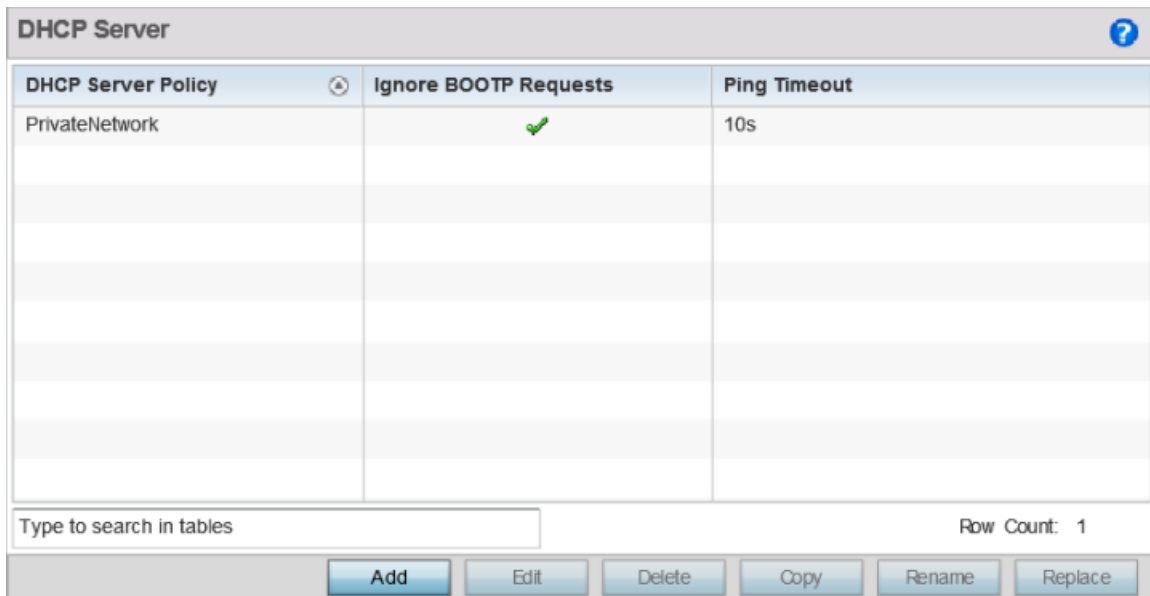 DHCP Server
?
DHCP Server Policy Ignore BOOTP Requests Ping Timeout
PrivateNetwork 10s
Type to search in tables Row Count: 1
Add Edit Delete Copy Rename Replace